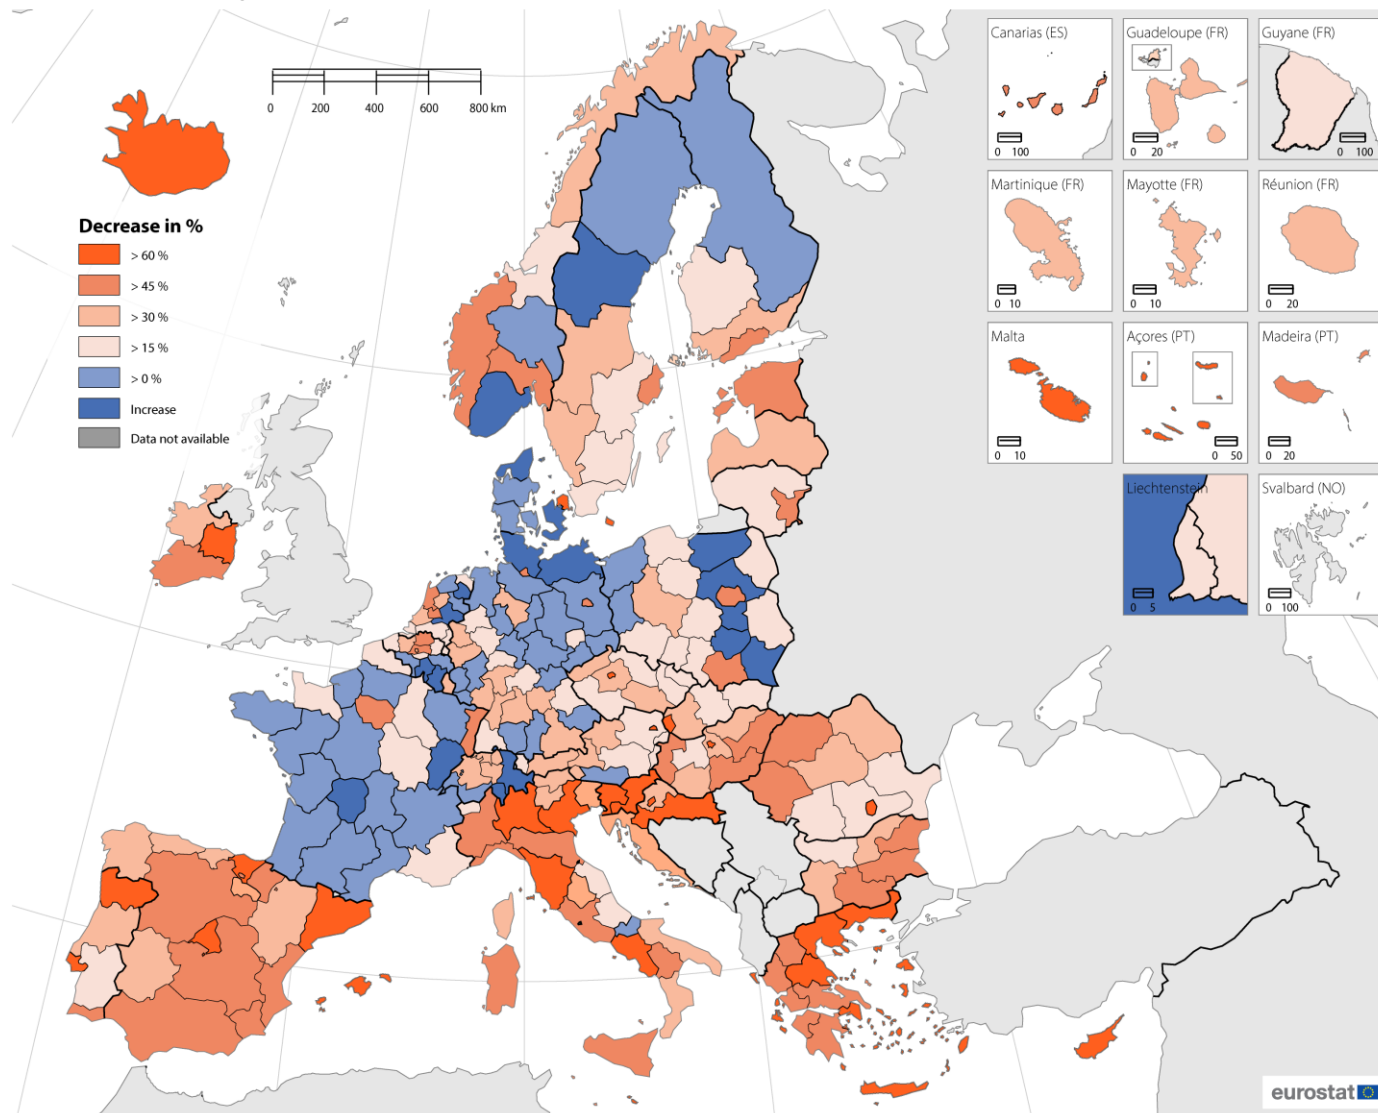 0 200 400 600 800 km
Decrease in %
> 60 %
> 45 %
> 30 %
> 15 %
> 0 %
Increase
Data not available
Canarias (ES)
0 100
Guadeloupe (FR)
0 20
Guyane (FR)
0 100
Martinique (FR)
0 10
Mayotte (FR)
0 10
Réunion (FR)
0 20
Malta
0 10
Açores (PT)
0 50
Madeira (PT)
0 20
Liechtenstein
0 5
Svalbard (NO)
0 100
eurostat